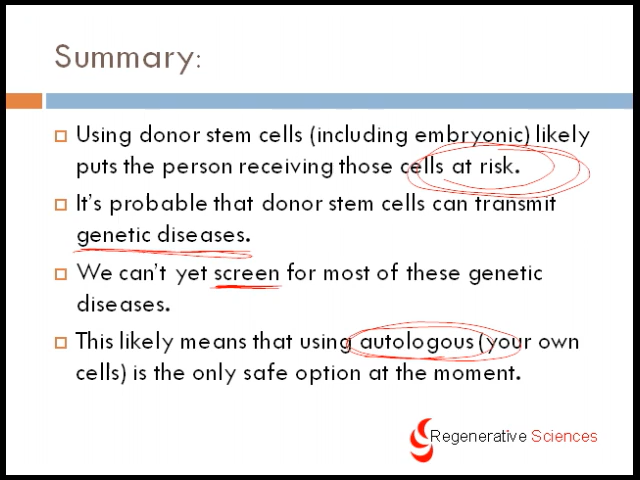 Summary:
Using donor stem cells (including embryonic) likely
puts the person receiving those cells at risk.
It's probable that donor stem cells can transmit
genetic diseases.
We can't yet screen for most of these genetic
diseases.
This likely means that using autologous (your own
cells) is the only safe option at the moment.
Regenerative Sciences